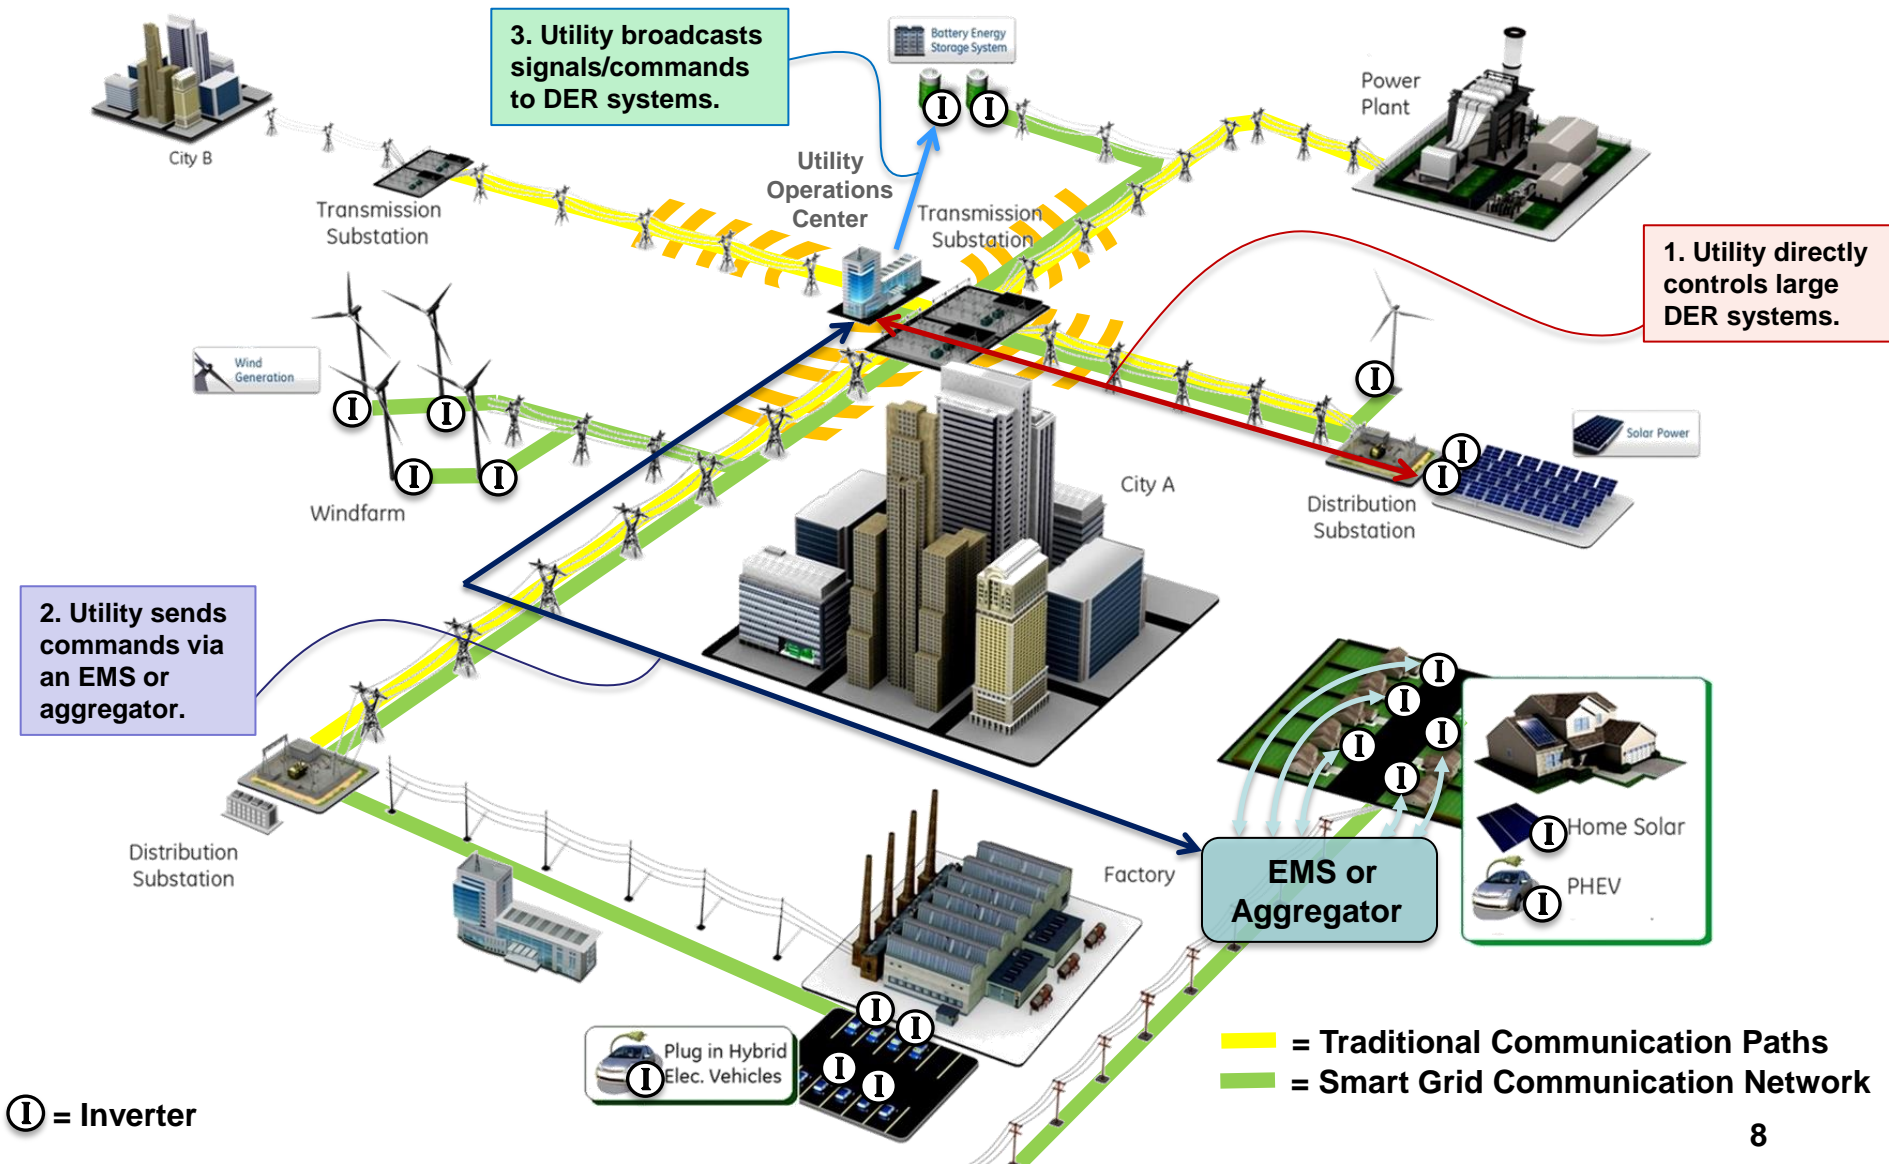 3. Utility broadcasts
signals/commands
to DER systems.
Battery Energy
Storage System
Power
Plant
City B
Utility
Operations
Center
Transmission
Substation
Transmission
Substation
1. Utility directly
controls large
DER systems.
Wind
Generation
I
I
I
I
I
I
I
Solar Power
I
I
Windfarm
City A
Distribution
Substation
2. Utility sends
commands via
an EMS or
aggregator.
I
I
I
I
I
Home Solar
I
PHEV
I
EMS or
Aggregator
Factory
Distribution
Substation
I
I
I
I
Plug in Hybrid
Elec. Vehicles
I
= Traditional Communication Paths
= Smart Grid Communication Network
I = Inverter
8